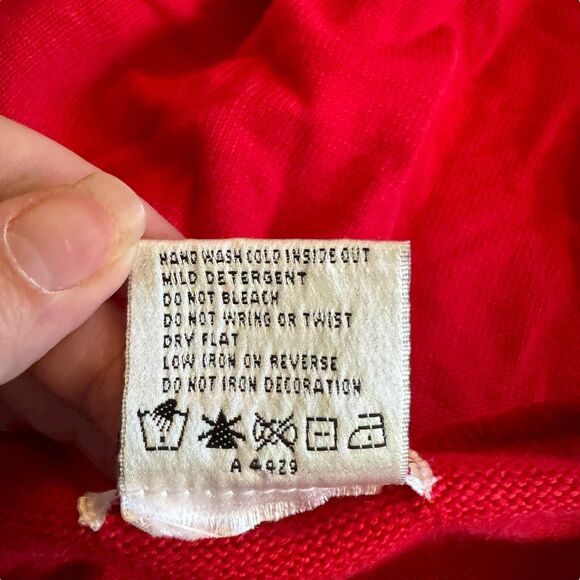 HAND WASH COLD INSIDE OUT
MILD DETERGENT
DO NOT BLEACH
DO NOT WRING OR TWIST
DRY FLAT
LOW IRON ON REVERSE
DO NOT IRON DECORATION
A 4429